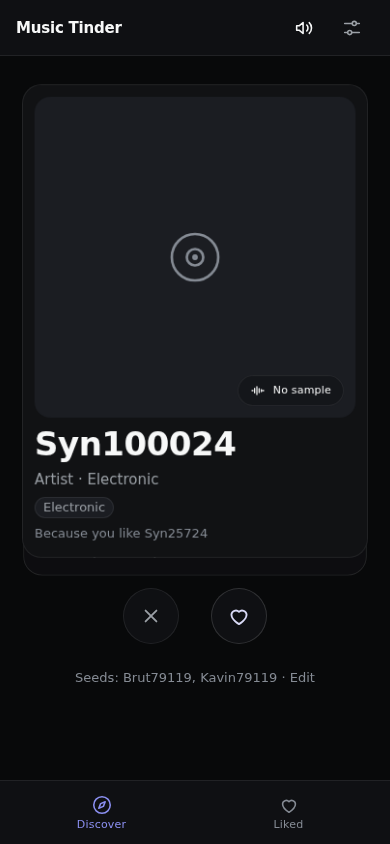 Music Tinder
No sample
Syn100024
Artist · Electronic
Electronic
Because you like Syn25724
Seeds: Brut79119, Kavin79119 · Edit
Discover
Liked